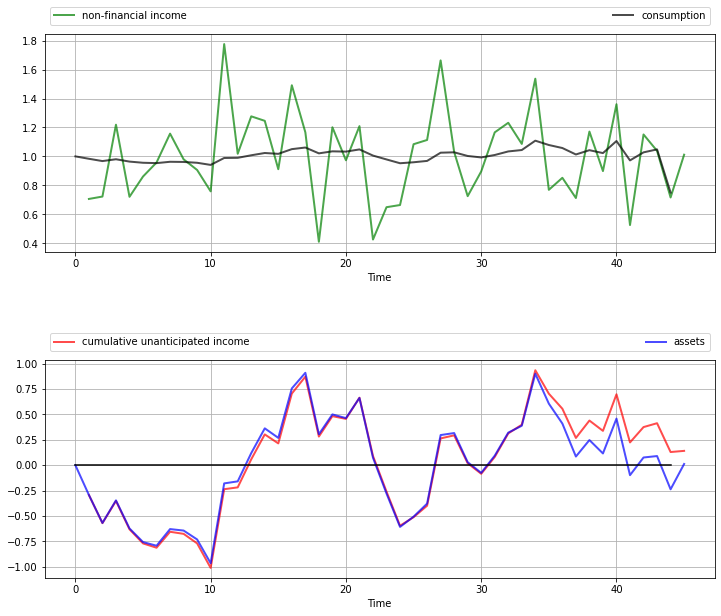 non-financial income consumption
1.8
1.6
1.4
1.2
1.0
0.8
0.6
0.4
0 10 20 30 40
Time
cumulative unanticipated income assets
1.00
0.75
0.50
0.25
0.00
−0.25
−0.50
−0.75
−1.00
0 10 20 30 40
Time